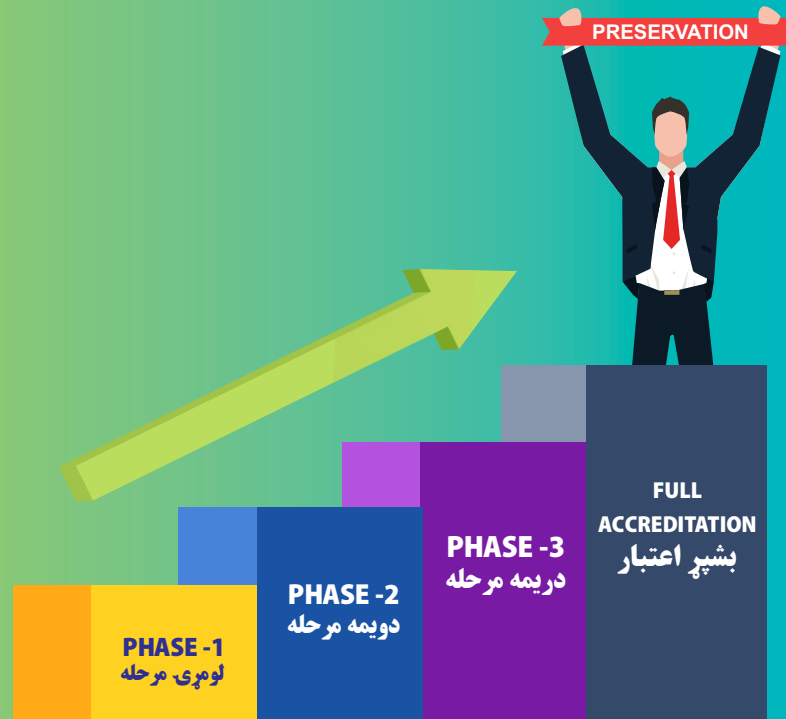 PRESERVATION
FULL
ACCREDITATION
بشپړ اعتبار
PHASE -3
دریمه مرحله
PHASE -2
دویمه مرحله
PHASE -1
لومړۍ مرحله